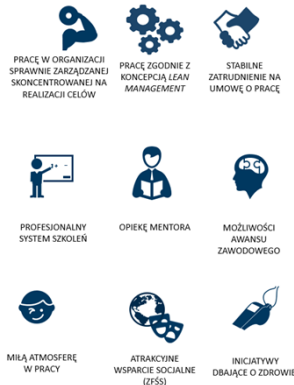 PRACĘ W ORGANIZACJI
SPRAWNIE ZARZĄDZANEJ
SKONCENTROWANEJ NA
REALIZACJI CELÓW
PRACĘ ZGODNIE Z
KONCEPCJĄ LEAN
MANAGEMENT
STABILNE
ZATRUDNIENIE NA
UMOWĘ O PRACĘ
PROFESJONALNY
SYSTEM SZKOLEŃ
OPIEKĘ MENTORA
MOŻLIWOŚCI
AWANSU
ZAWODOWEGO
MIŁĄ ATMOSFERĘ
W PRACY
ATRAKCYJNE
WSPARCIE SOCJALNE
(ZFŚS)
INICJATYWY
DBAJĄCE O ZDROWIE